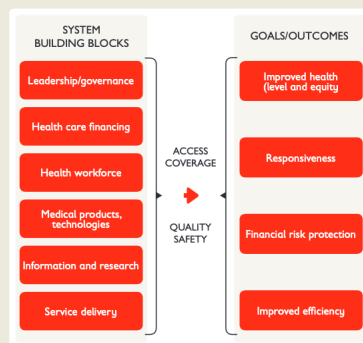 SYSTEM
BUILDING BLOCKS
Leadership/governance
Health care financing
Health workforce
Medical products,
technologies
Information and research
Service delivery
ACCESS
COVERAGE
QUALITY
SAFETY
GOALS/OUTCOMES
Improved health
(level and equity
Responsiveness
Financial risk protection
Improved efficiency